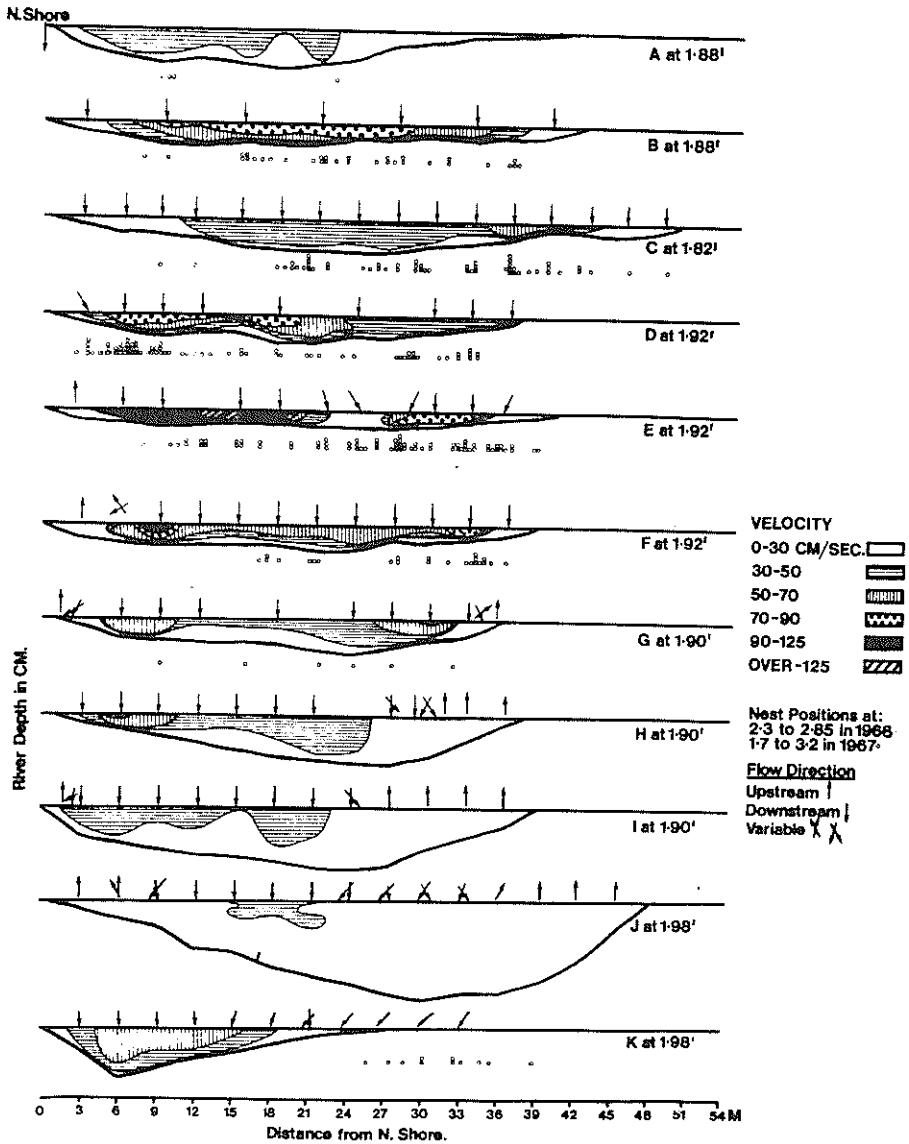 N. Shore
A at 1·88'
B at 1·88'
C at 1·82'
D at 1·92'
E at 1·92'
F at 1·92'
G at 1·90'
H at 1·90'
I at 1·90'
J at 1·98'
K at 1·98'
River Depth in CM.
0 3 6 9 12 15 18 21 24 27 30 33 36 39 42 45 48 51 54 M
Distance from N. Shore.
VELOCITY
0-30 CM/SEC.
30-50
50-70
70-90
90-125
OVER-125
Nest Positions at:
2·3 to 2·85 in 1966
1·7 to 3·2 in 1967·
Flow Direction
Upstream
Downstream
Variable